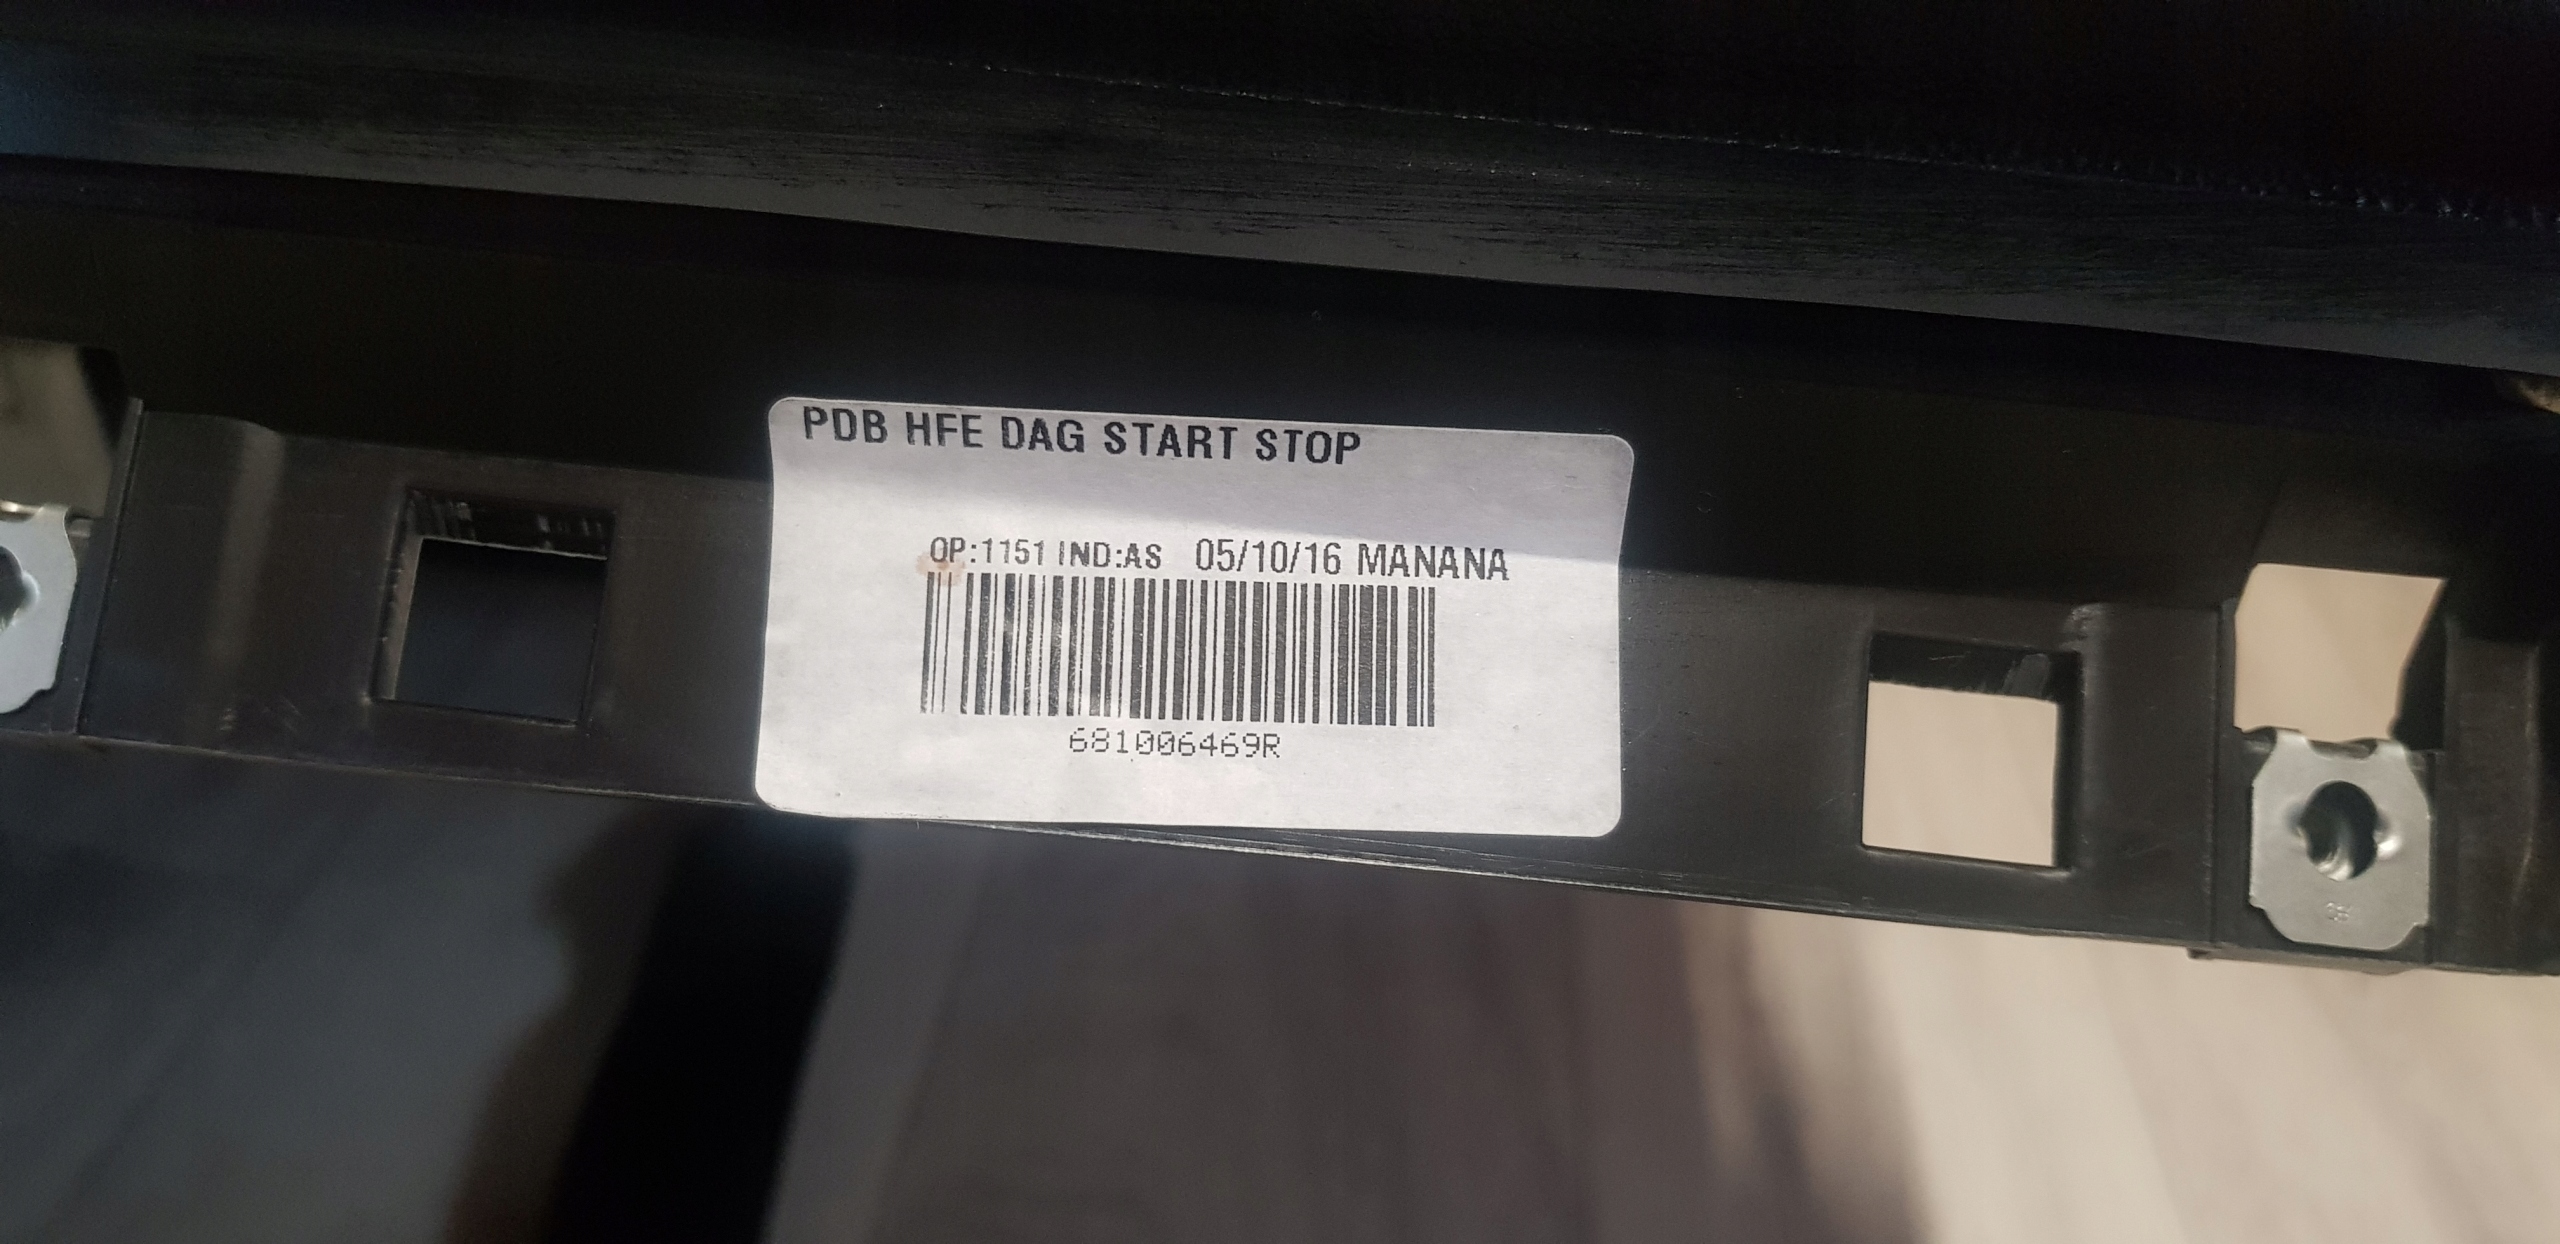 PDB HFE DAG START STOP
OP:1151 IND:AS 05/10/16 MANANA
681006469R